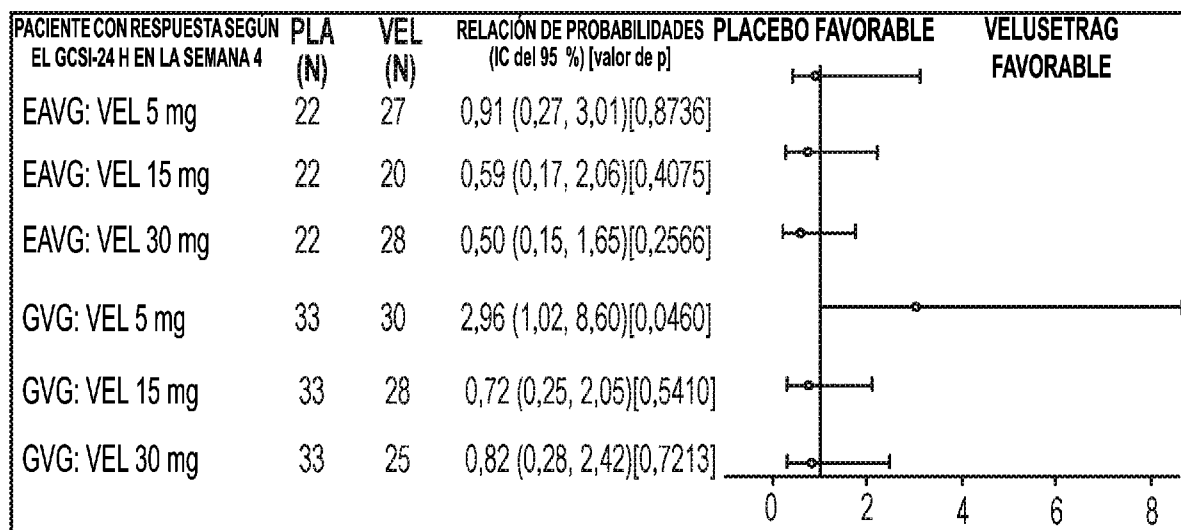 PACIENTE CON RESPUESTA SEGÚN EL GCSI-24 H EN LA SEMANA 4 PLA (N) VEL (N) RELACIÓN DE PROBABILIDADES (IC del 95 %) [valor de p] PLACEBO FAVORABLE VELUSETRAG FAVORABLE
EAVG: VEL 5 mg 22 27 0,91 (0,27, 3,01)[0,8736]
EAVG: VEL 15 mg 22 20 0,59 (0,17, 2,06)[0,4075]
EAVG: VEL 30 mg 22 28 0,50 (0,15, 1,65)[0,2566]
GVG: VEL 5 mg 33 30 2,96 (1,02, 8,60)[0,0460]
GVG: VEL 15 mg 33 28 0,72 (0,25, 2,05)[0,5410]
GVG: VEL 30 mg 33 25 0,82 (0,28, 2,42)[0,7213]
0 2 4 6 8